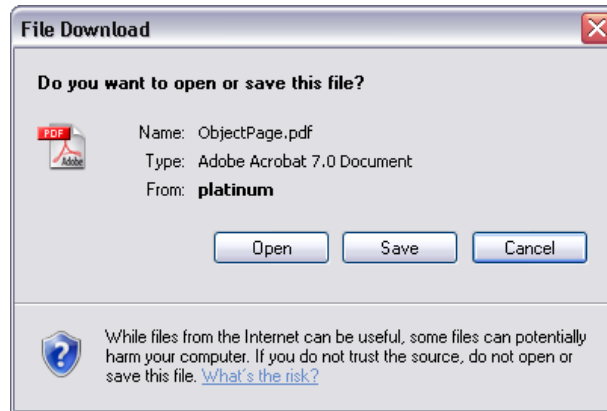 File Download
Do you want to open or save this file?
PDF
Adobe
Name: ObjectPage.pdf
Type: Adobe Acrobat 7.0 Document
From: platinum
Open Save Cancel
While files from the Internet can be useful, some files can potentially
harm your computer. If you do not trust the source, do not open or
save this file. What's the risk?